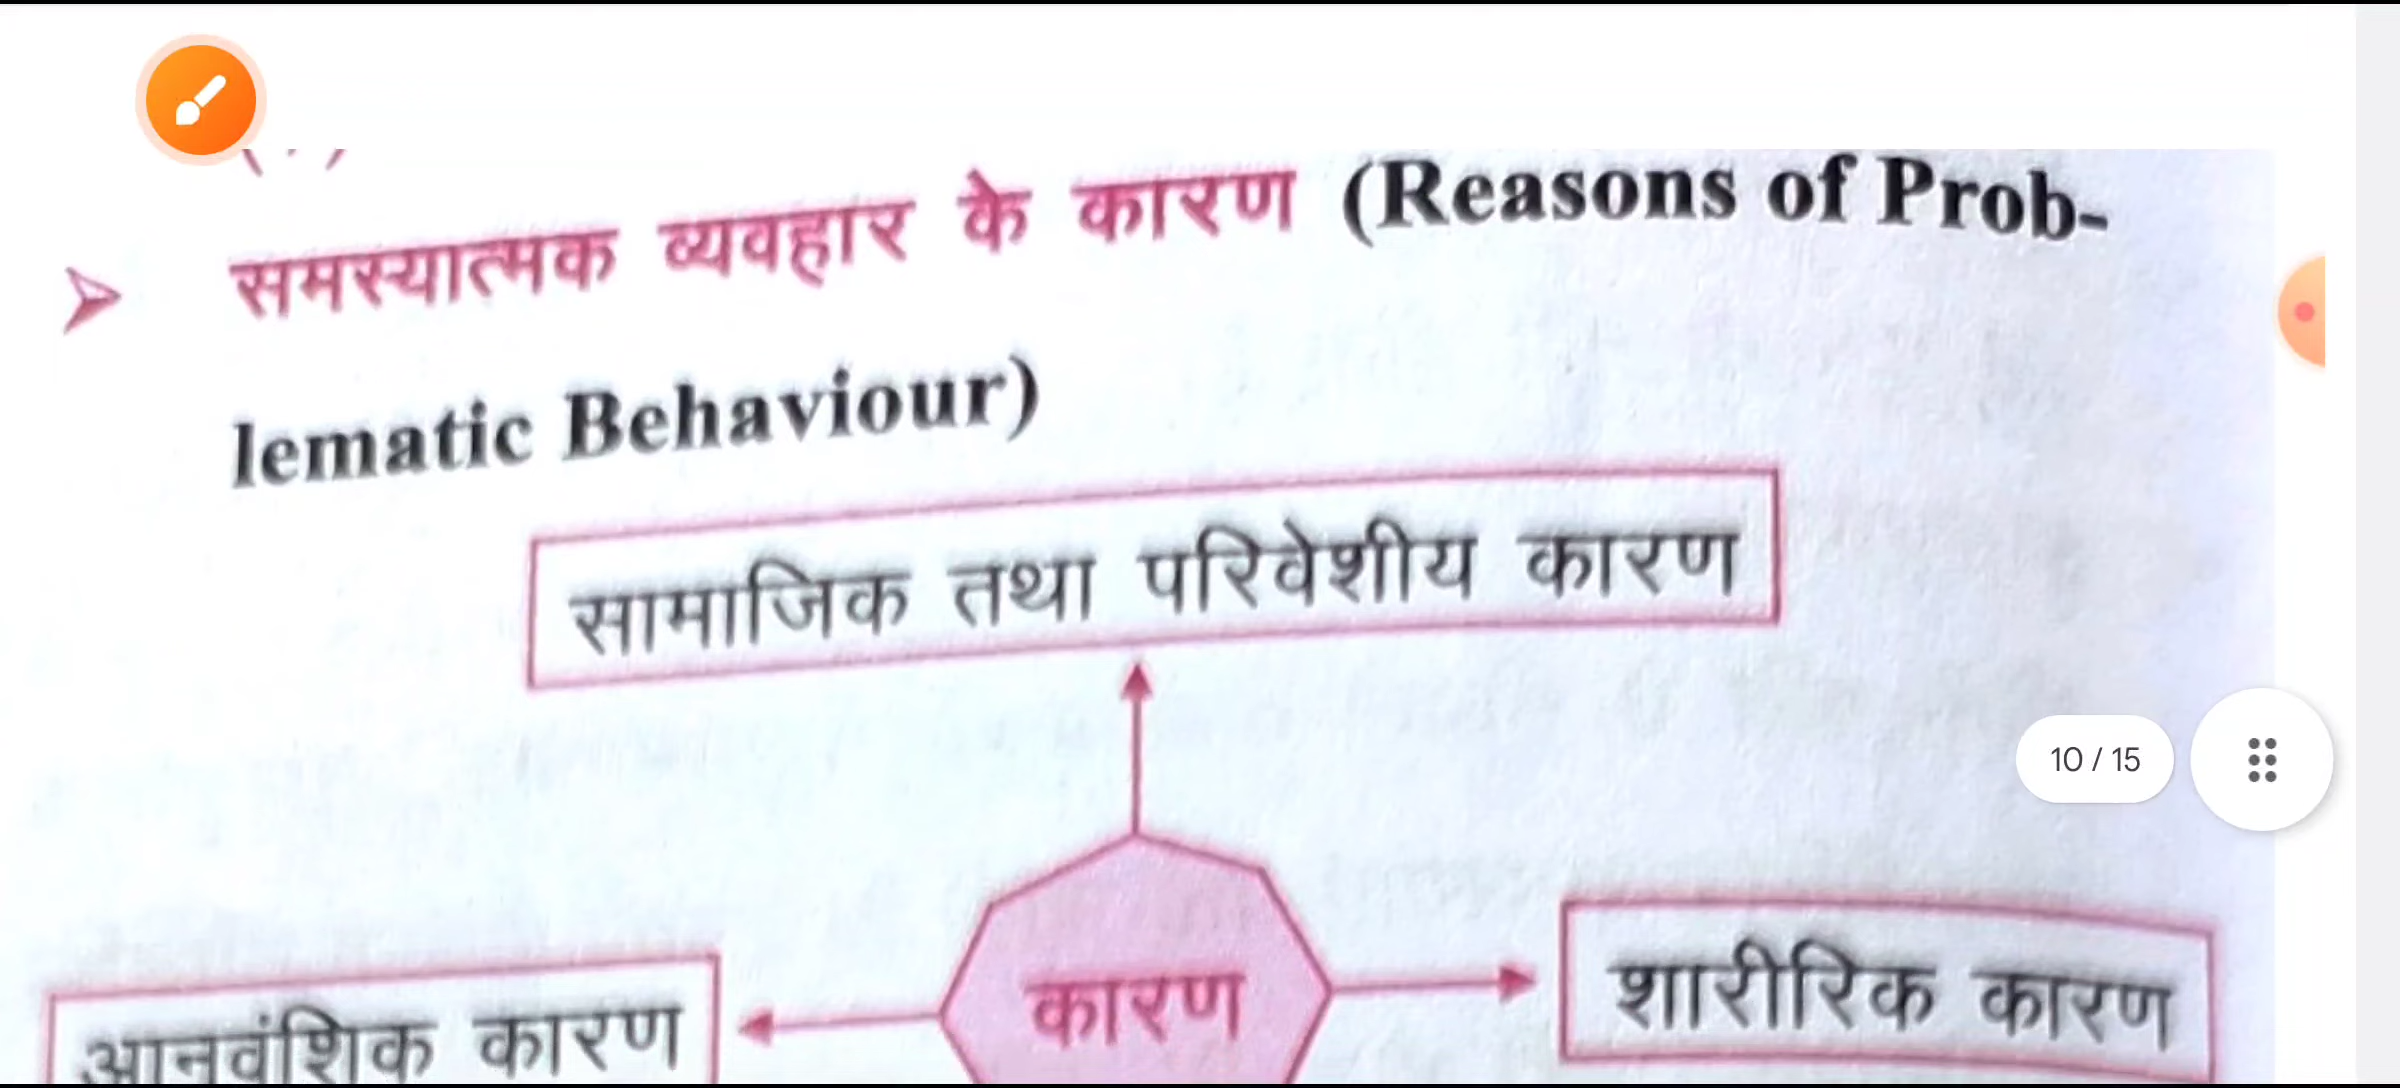 समस्यात्मक व्यवहार के कारण (Reasons of Prob-
lematic Behaviour)
सामाजिक तथा परिवेशीय कारण
10 / 15
कारण
शारीरिक कारण
आनुवंशिक कारण